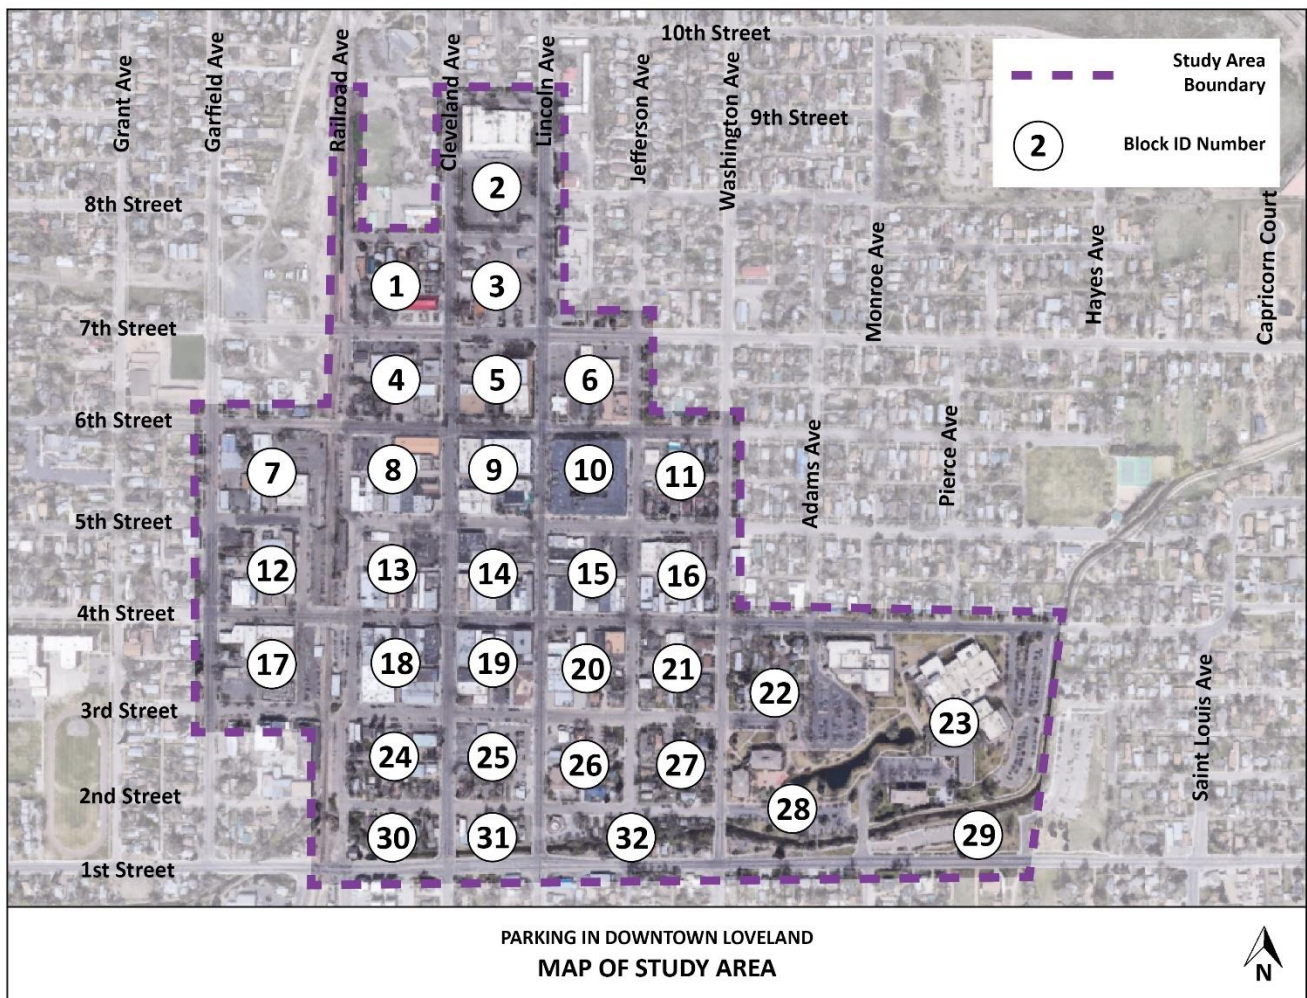 10th Street
Grant Ave
Garfield Ave
Railroad Ave
Cleveland Ave
Lincoln Ave
Jefferson Ave
Washington Ave
9th Street
Study Area
Boundary
2
Block ID Number
8th Street
2
Monroe Ave
Hayes Ave
Capricorn Court
1
3
7th Street
4
5
6
6th Street
Adams Ave
Pierce Ave
7
8
9
10
11
5th Street
12
13
14
15
16
4th Street
17
18
19
20
21
22
23
Saint Louis Ave
3rd Street
24
25
26
27
2nd Street
28
29
30
31
32
1st Street
PARKING IN DOWNTOWN LOVELAND
MAP OF STUDY AREA
N